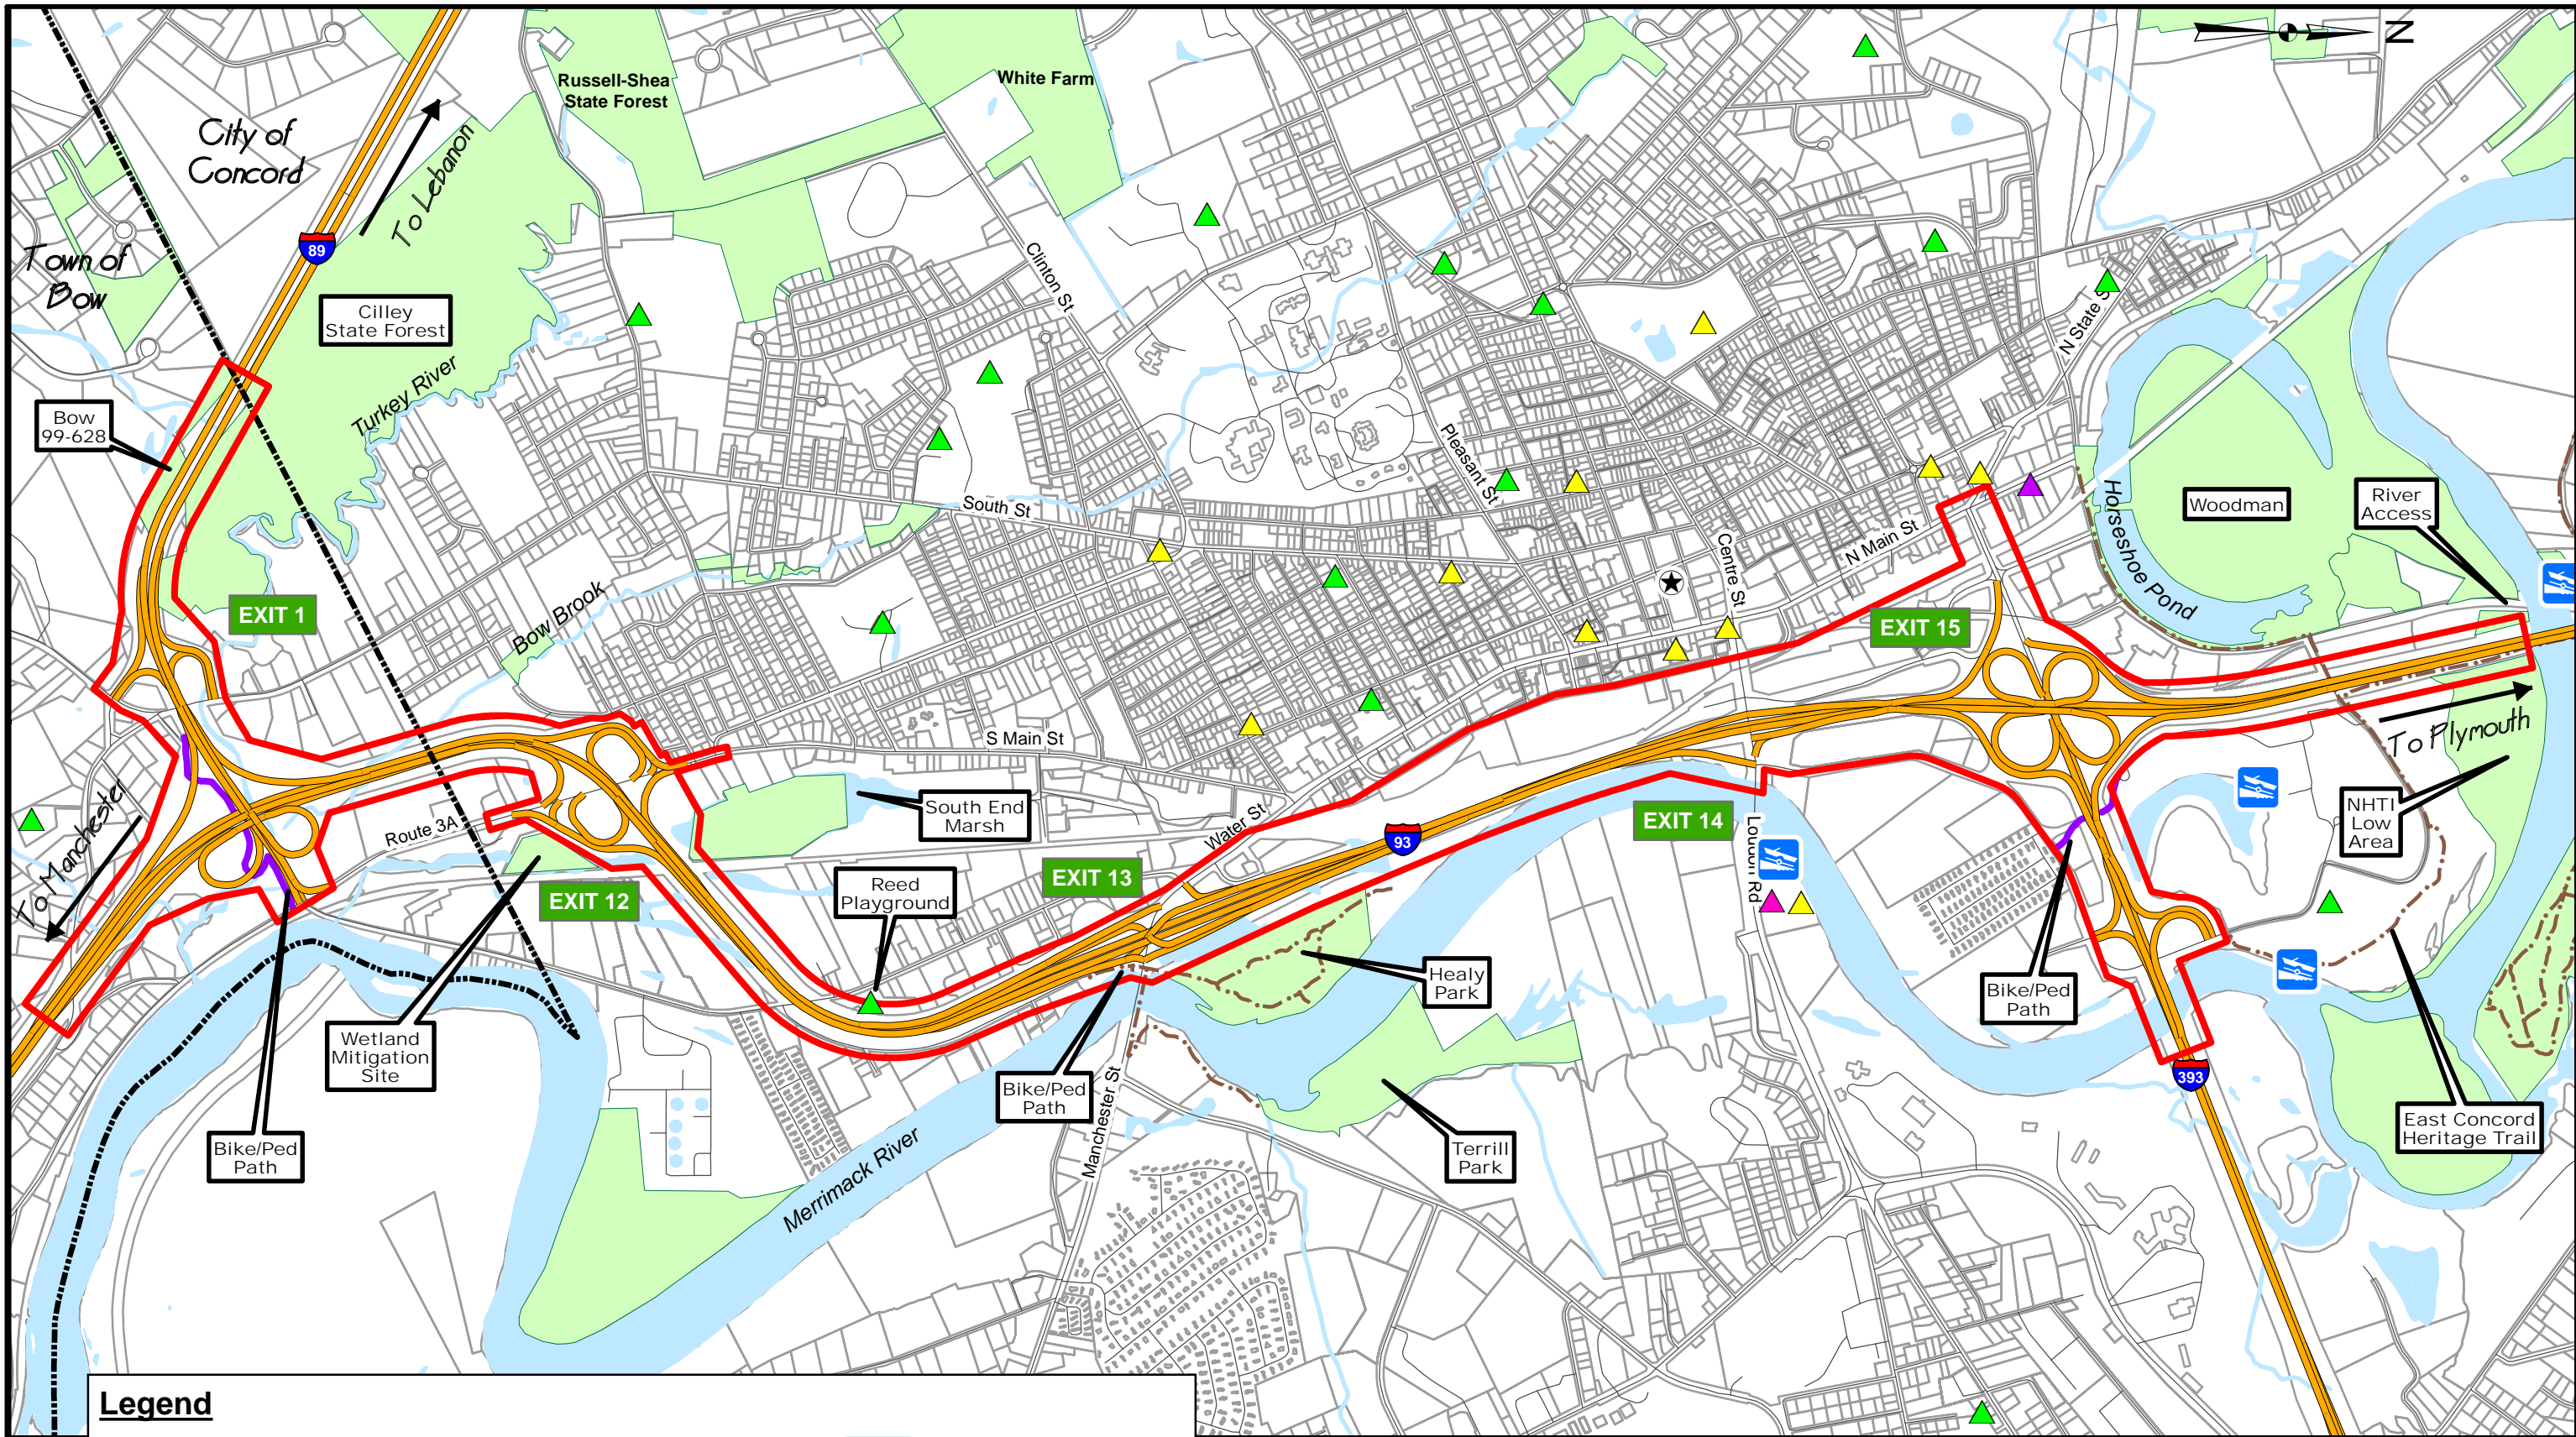 N
Russell-Shea
State Forest
White Farm
City of
Concord
To Lebanon
Town of
Bow
89
Cilley
State Forest
Turkey River
Clinton St
N State S
Bow
99-628
Pleasant St
South St
Centre St
N Main St
Horseshoe Pond
Woodman
River
Access
EXIT 1
Bow Brook
EXIT 15
To Plymouth
S Main St
South End
Marsh
Water St
To Manchester
Route 3A
EXIT 12
Reed
Playground
EXIT 13
93
EXIT 14
Loudon Rd
NHTI
Low
Area
Healy
Park
Bike/Ped
Path
Wetland
Mitigation
Site
Bike/Ped
Path
Bike/Ped
Path
Manchester St
Merrimack River
Terrill
Park
393
East Concord
Heritage Trail
Legend